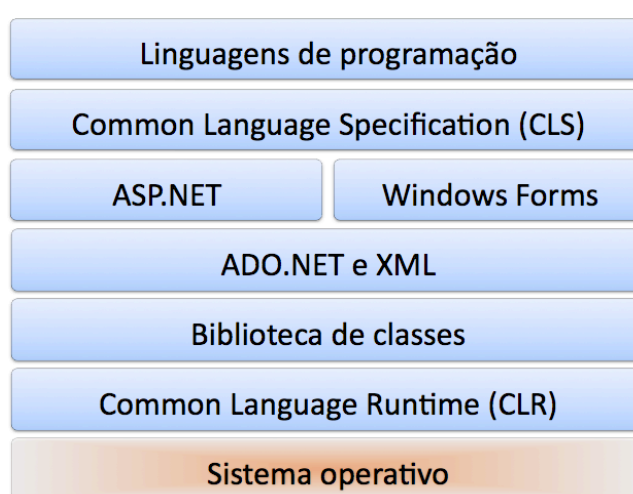 Linguagens de programação
Common Language Specification (CLS)
ASP.NET
Windows Forms
ADO.NET e XML
Biblioteca de classes
Common Language Runtime (CLR)
Sistema operativo